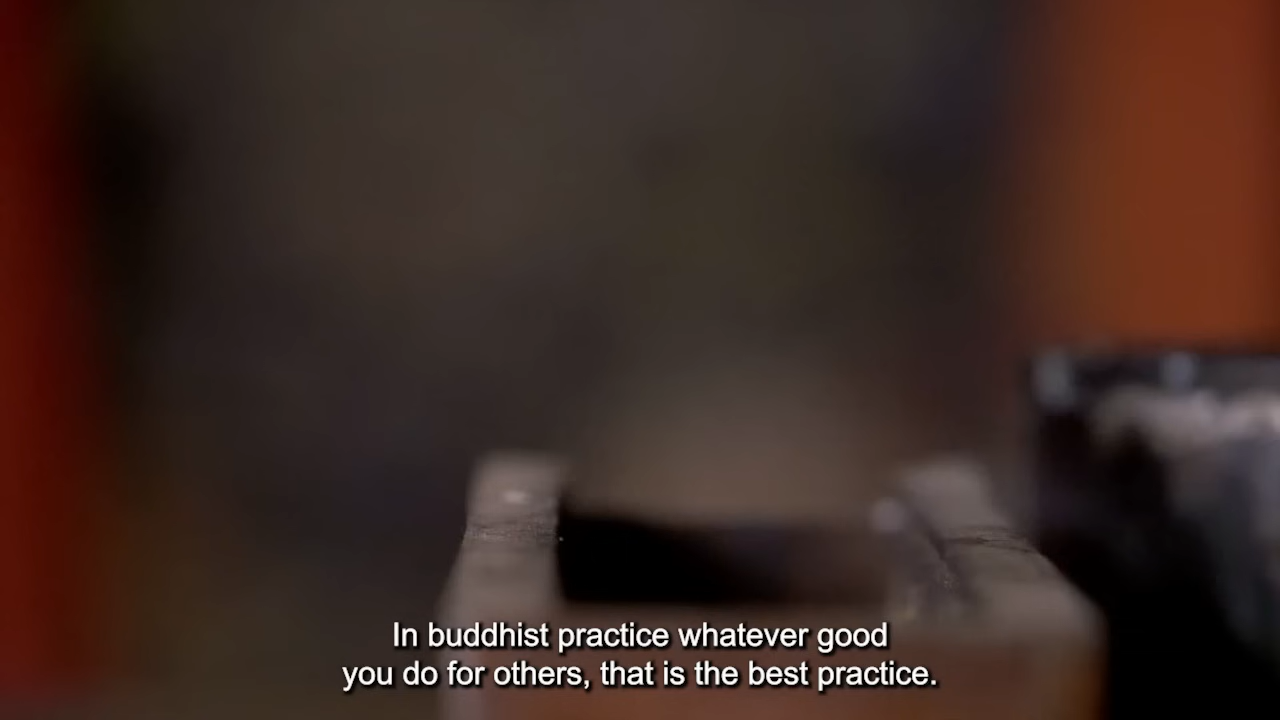 In buddhist practice whatever good
you do for others, that is the best practice.